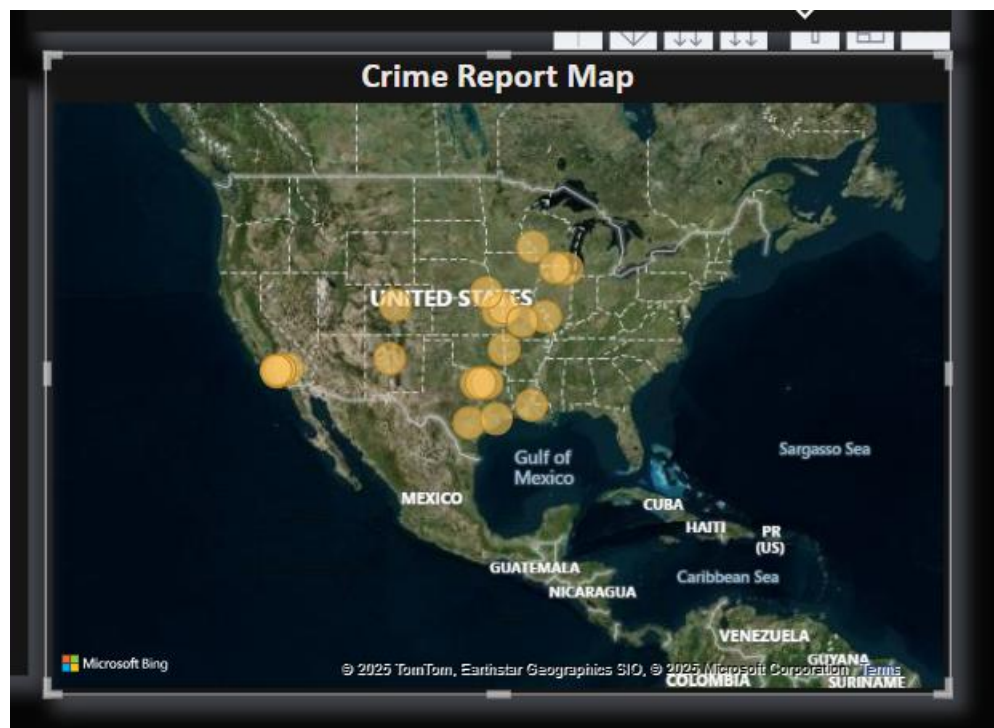 Crime Report Map
UNITED STATES
Sargasso Sea
Gulf of
Mexico
MEXICO
CUBA
HAITI
PR
(US)
GUATEMALA
Caribbean Sea
NICARAGUA
VENEZUELA
GUYANA
Microsoft Bing
© 2025 TomTom, Earthstar Geographics SIO, © 2025 Microsoft Corporation Terms
COLOMBIA
SURINAME